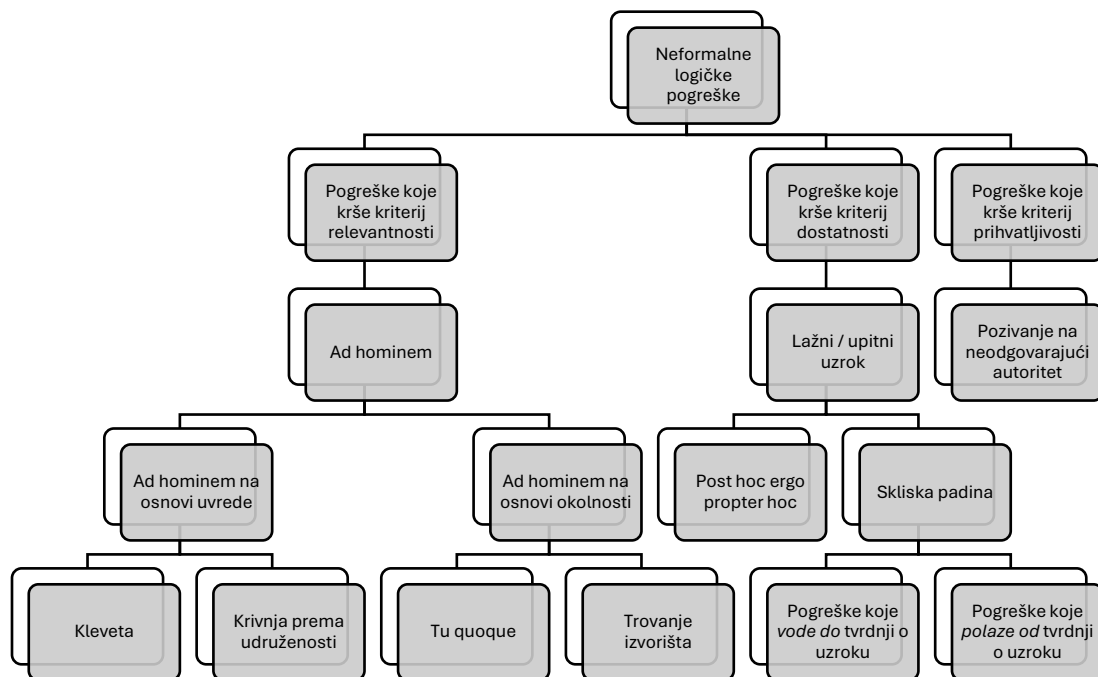 Neformalne
logičke
pogreške
Pogreške koje
krše kriterij
relevantnosti
Pogreške koje
krše kriterij
dostatnosti
Pogreške koje
krše kriterij
prihvatljivosti
Ad hominem
Lažni / upitni
uzrok
Pozivanje na
neodgovarajući
autoritet
Ad hominem na
osnovi uvrede
Ad hominem na
osnovi okolnosti
Post hoc ergo
propter hoc
Skliska padina
Kleveta
Krivnja prema
udruženosti
Tu quoque
Trovanje
izvorišta
Pogreške koje
vode do tvrdnji o
uzroku
Pogreške koje
polaze od tvrdnji
o uzroku